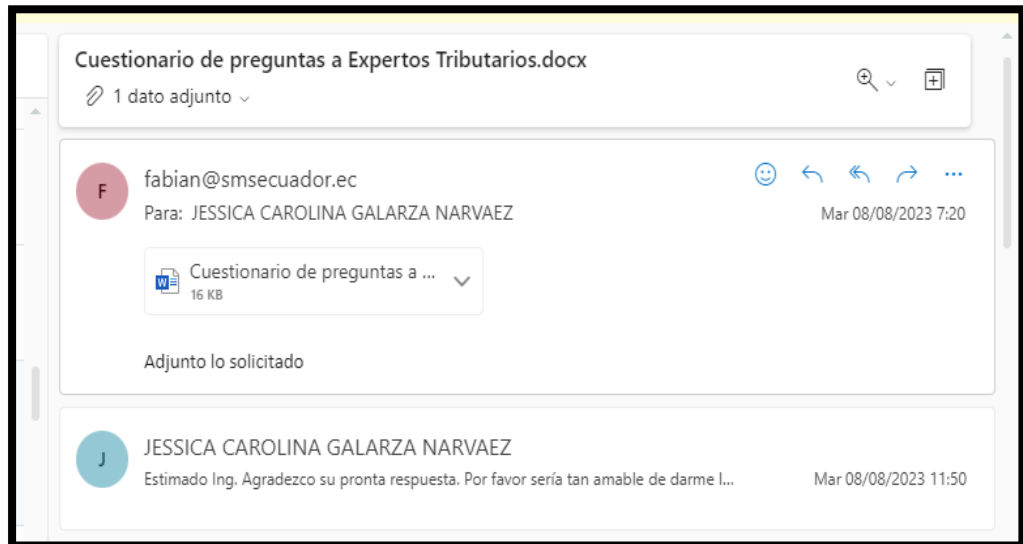 Cuestionario de preguntas a Expertos Tributarios.docx
1 dato adjunto
F
fabian@smsecuador.ec
Para: JESSICA CAROLINA GALARZA NARVAEZ
Mar 08/08/2023 7:20
Cuestionario de preguntas a ...
16 KB
Adjunto lo solicitado
J
JESSICA CAROLINA GALARZA NARVAEZ
Estimado Ing. Agradezco su pronta respuesta. Por favor sería tan amable de darme l...
Mar 08/08/2023 11:50